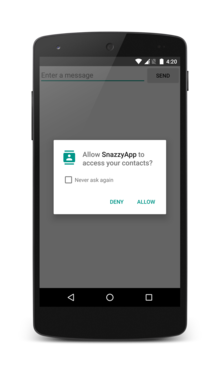 4:20
Enter a message
SEND
Allow SnazzyApp to
access your contacts?
Never ask again
DENY
ALLOW